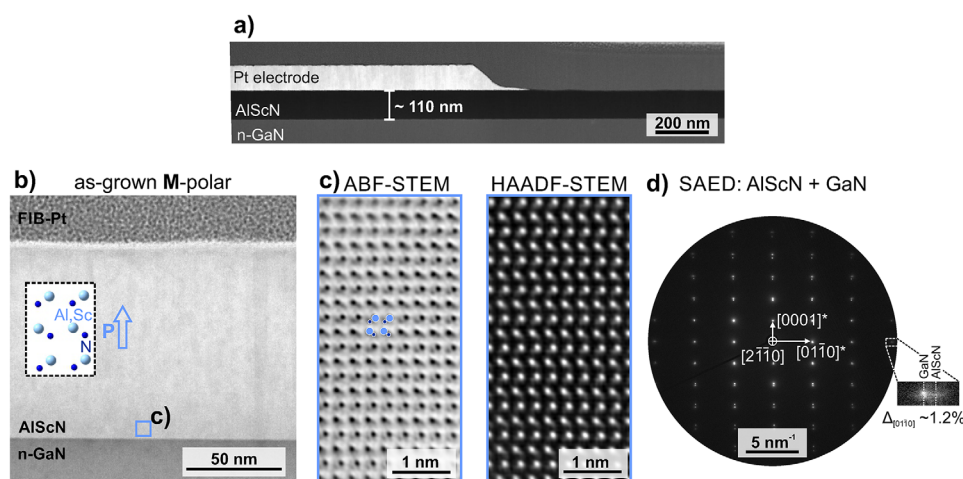 a)
Pt electrode
AlScN
~ 110 nm
n-GaN
200 nm
b)
as-grown M-polar
FIB-Pt
Al,Sc
P
N
c)
AlScN
n-GaN
50 nm
c) ABF-STEM
HAADF-STEM
1 nm
1 nm
d) SAED: AlScN + GaN
[0001]*
[21̄1̄0]
[011̄0]*
GaN
AlScN
Δ[011̄0] ~1.2%
5 nm⁻¹